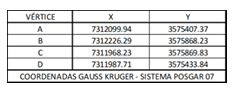 VÉRTICE X Y
A 7312099.94 3575407.37
B 7312226.29 3575868.23
C 7311968.23 3575869.83
D 7311987.71 3575433.84
COORDENADAS GAUSS KRUGER - SISTEMA POSGAR 07